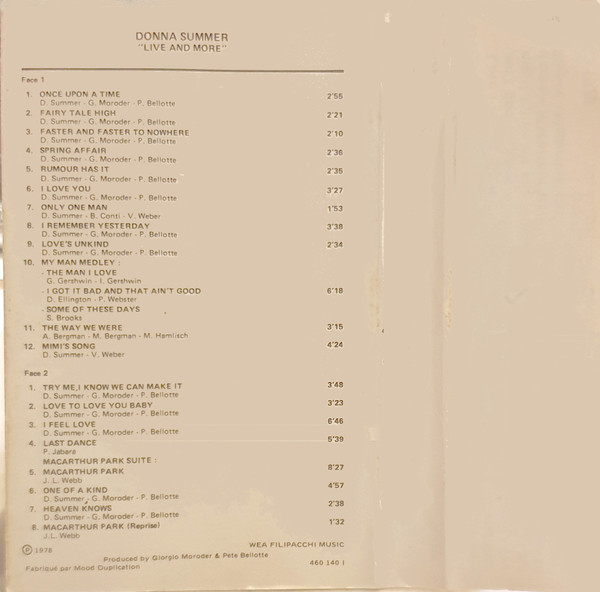 DONNA SUMMER
"LIVE AND MORE"
Face 1
1. ONCE UPON A TIME 2'55
D. Summer - G. Moroder - P. Bellotte
2. FAIRY TALE HIGH 2'21
D. Summer - G. Moroder - P. Bellotte
3. FASTER AND FASTER TO NOWHERE 2'10
D. Summer - G. Moroder - P. Bellotte
4. SPRING AFFAIR 2'36
D. Summer - G. Moroder - P. Bellotte
5. RUMOUR HAS IT 2'35
D. Summer - G. Moroder - P. Bellotte
6. I LOVE YOU 3'27
D. Summer - G. Moroder - P. Bellotte
7. ONLY ONE MAN 1'53
D. Summer - B. Conti - V. Weber
8. I REMEMBER YESTERDAY 3'38
D. Summer - G. Moroder - P. Bellotte
9. LOVE'S UNKIND 2'34
D. Summer - G. Moroder - P. Bellotte
10. MY MAN MEDLEY :
- THE MAN I LOVE
G. Gershwin - I. Gershwin
- I GOT IT BAD AND THAT AIN'T GOOD 6'18
D. Ellington - P. Webster
- SOME OF THESE DAYS
S. Brooks
11. THE WAY WE WERE 3'15
A. Bergman - M. Bergman - M. Hamlisch
12. MIMI'S SONG 4'24
D. Summer - V. Weber
Face 2
1. TRY ME,I KNOW WE CAN MAKE IT 3'48
D. Summer - G. Moroder - P. Bellotte
2. LOVE TO LOVE YOU BABY 3'23
D. Summer - G. Moroder - P. Bellotte
3. I FEEL LOVE 6'46
D. Summer - G. Moroder - P. Bellotte
4. LAST DANCE 5'39
P. Jabara
MACARTHUR PARK SUITE :
5. MACARTHUR PARK 8'27
J.L. Webb
6. ONE OF A KIND 4'57
D. Summer - G. Moroder - P. Bellotte
7. HEAVEN KNOWS 2'38
D. Summer - G. Moroder - P. Bellotte
8. MACARTHUR PARK (Reprise) 1'32
J.L. Webb
WEA FILIPACCHI MUSIC
Ⓟ 1978
Produced by Giorgio Moroder & Pete Bellotte
460 140 I
Fabriqué par Mood Duplication